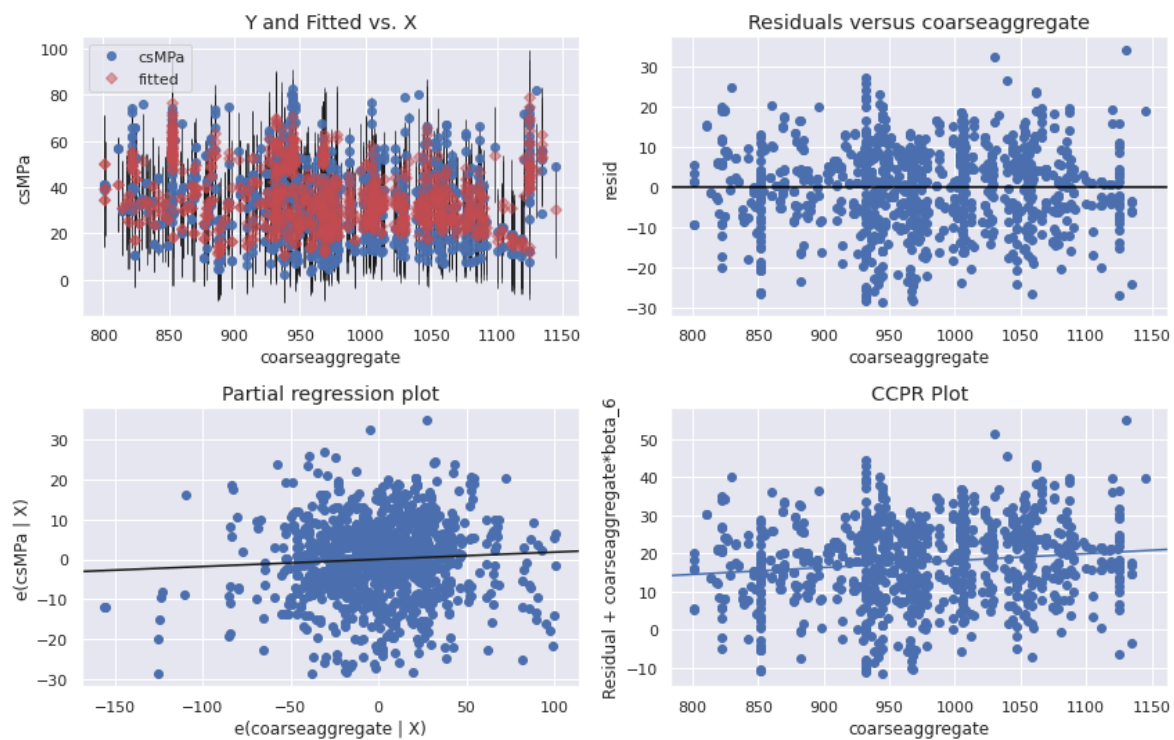 Y and Fitted vs. X
csMPa
fitted
csMPa
100
80
60
40
20
0
800 850 900 950 1000 1050 1100 1150
coarseaggregate
Residuals versus coarseaggregate
resid
30
20
10
0
−10
−20
−30
800 850 900 950 1000 1050 1100 1150
coarseaggregate
Partial regression plot
e(csMPa | X)
30
20
10
0
−10
−20
−30
−150 −100 −50 0 50 100
e(coarseaggregate | X)
CCPR Plot
Residual + coarseaggregate*beta_6
50
40
30
20
10
0
−10
800 850 900 950 1000 1050 1100 1150
coarseaggregate